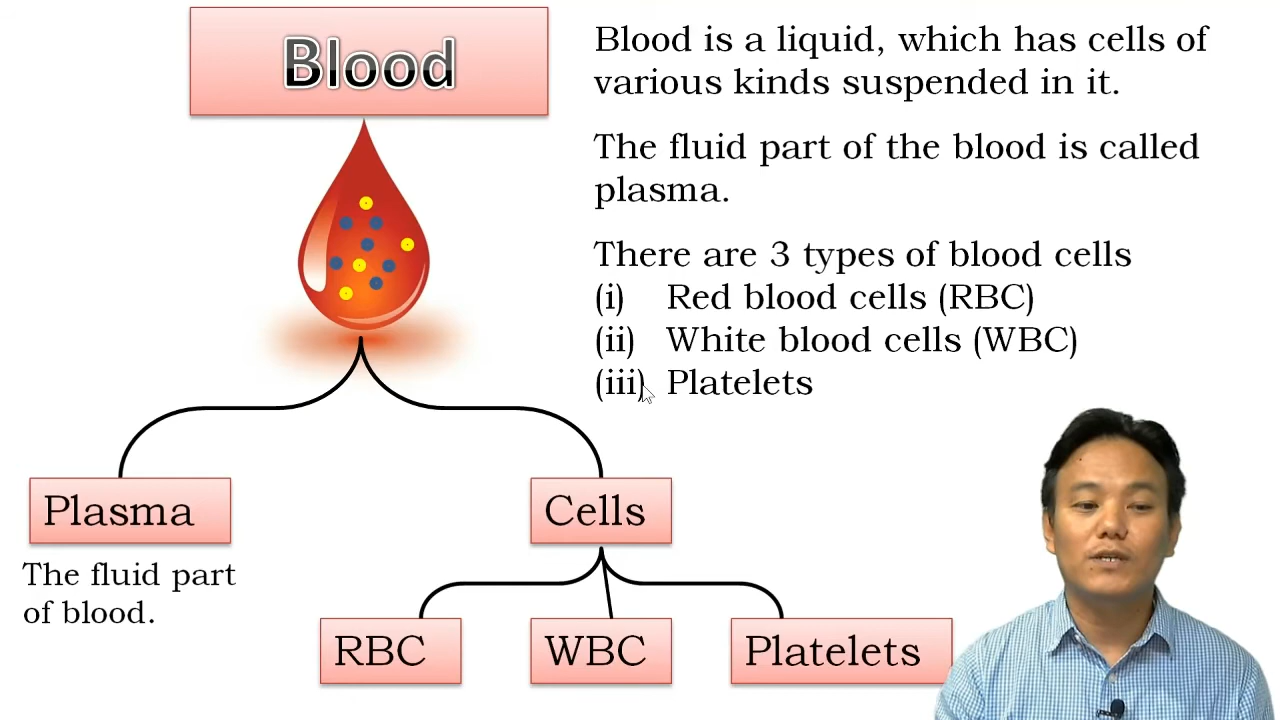 Blood
Blood is a liquid, which has cells of
various kinds suspended in it.
The fluid part of the blood is called
plasma.
There are 3 types of blood cells
(i) Red blood cells (RBC)
(ii) White blood cells (WBC)
(iii) Platelets
Plasma
Cells
The fluid part
of blood.
RBC
WBC
Platelets